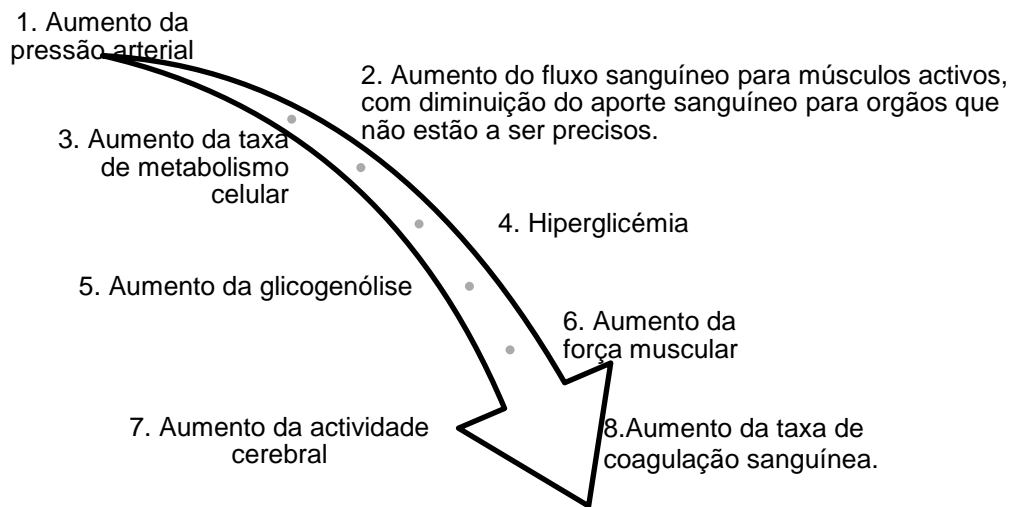 1. Aumento da
pressão arterial
2. Aumento do fluxo sanguíneo para músculos activos,
com diminuição do aporte sanguíneo para orgãos que
não estão a ser precisos.
3. Aumento da taxa
de metabolismo
celular
4. Hiperglicémia
5. Aumento da glicogenólise
6. Aumento da
força muscular
7. Aumento da actividade
cerebral
8.Aumento da taxa de
coagulação sanguínea.